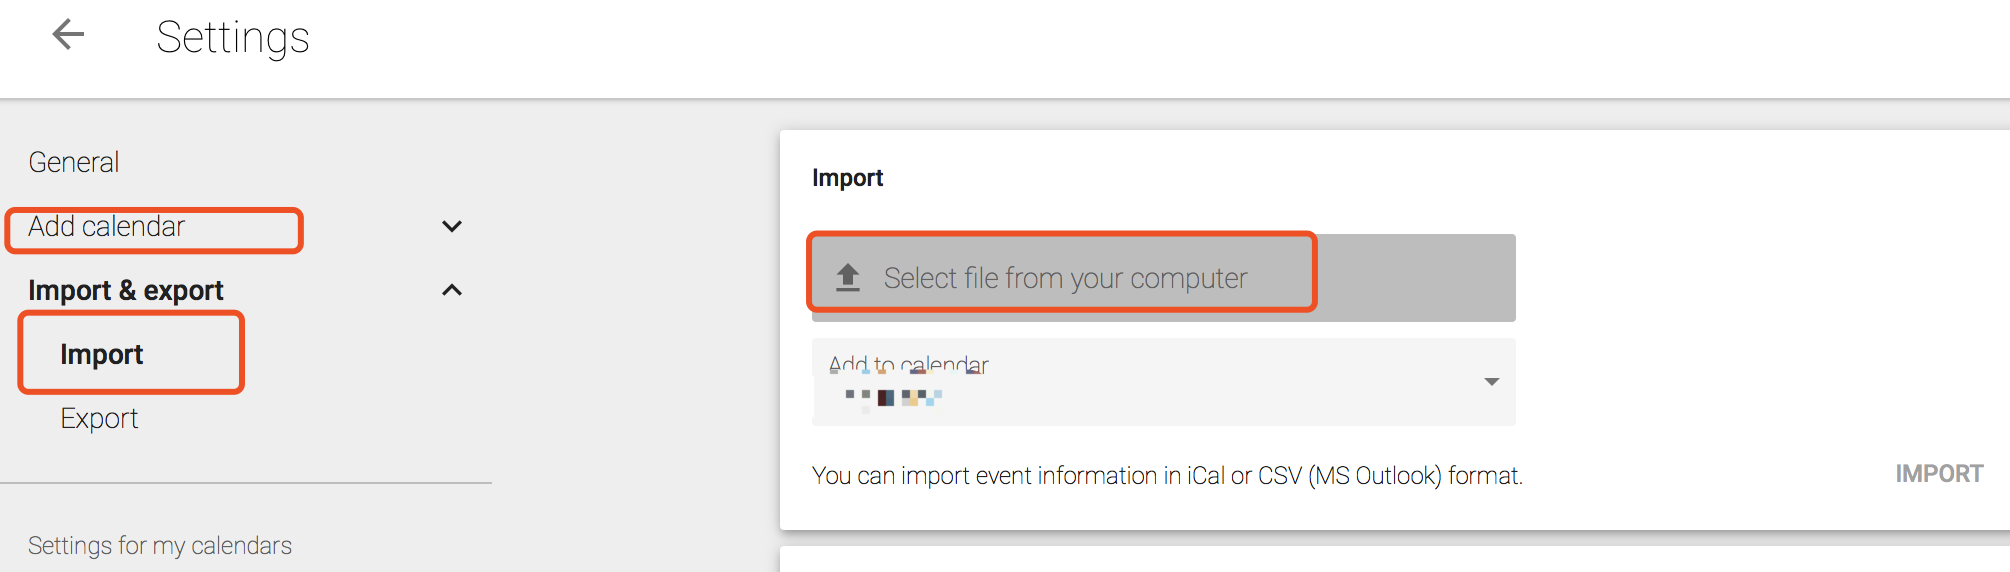 Settings
General
Add calendar
Import & export
Import
Export
Settings for my calendars
Import
Select file from your computer
Add to calendar
You can import event information in iCal or CSV (MS Outlook) format.
IMPORT